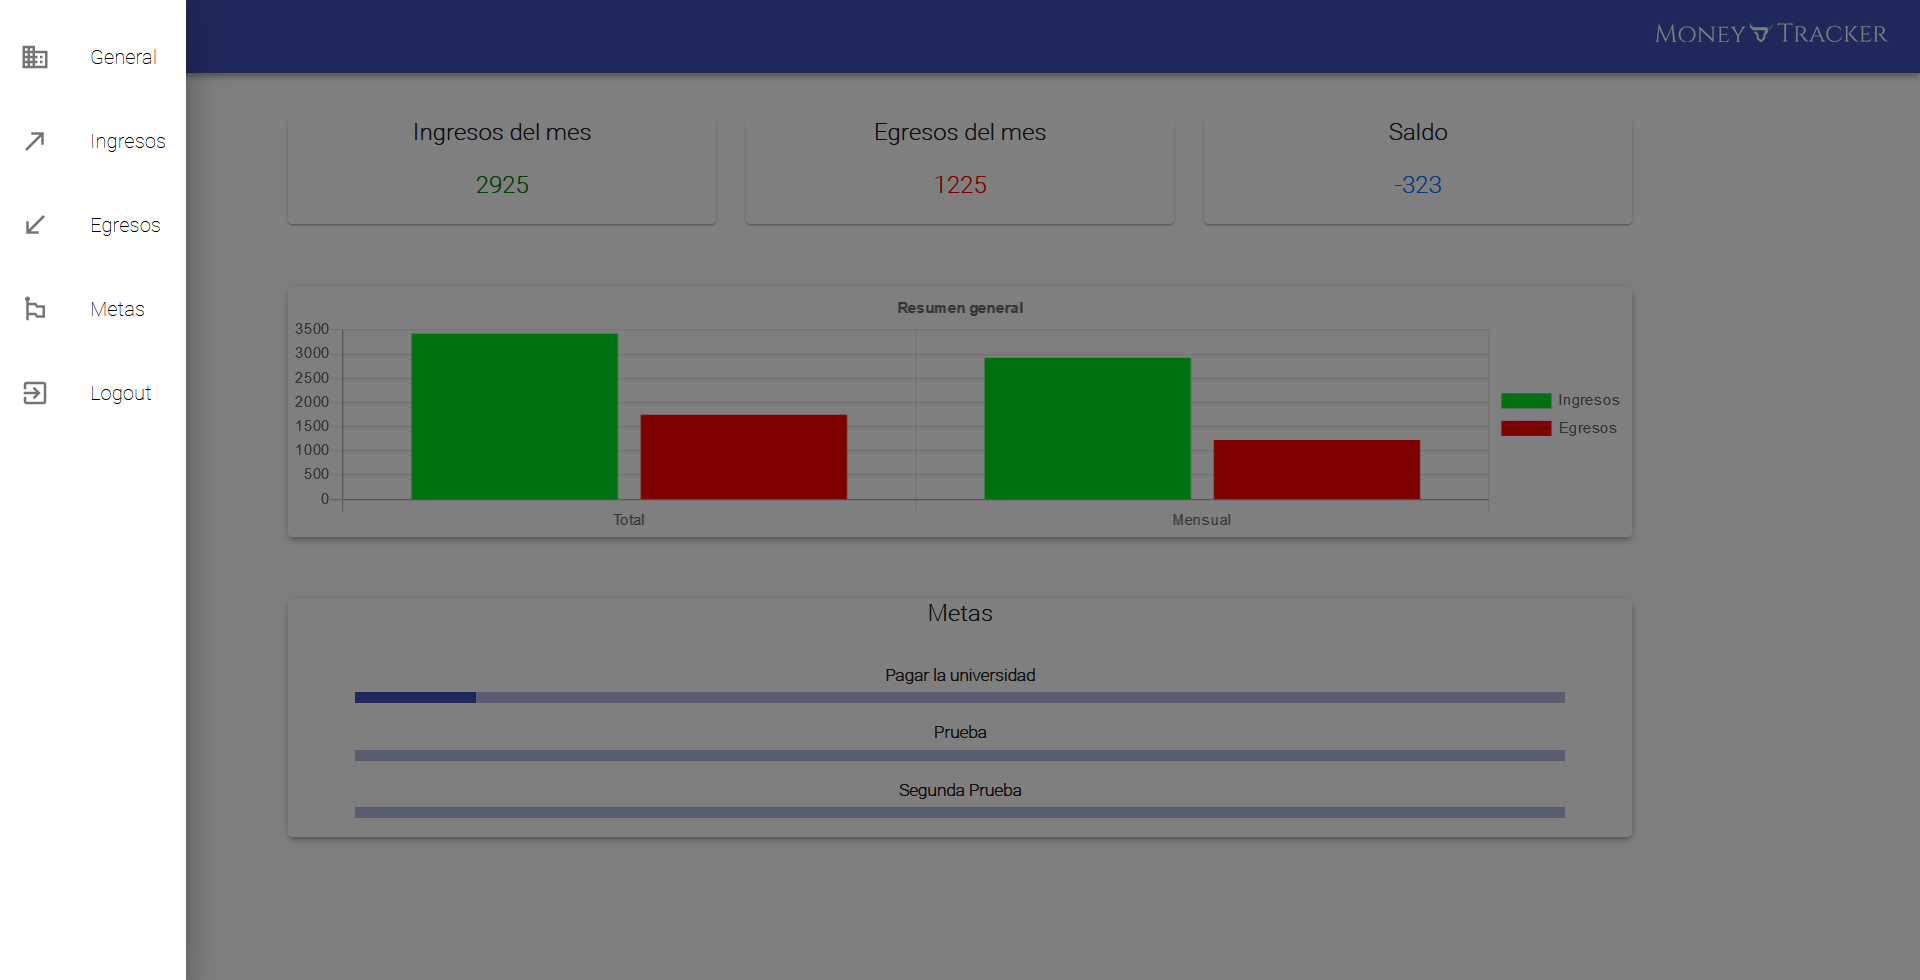 General
Ingresos
Egresos
Metas
Logout
MONEY TRACKER
Ingresos del mes
2925
Egresos del mes
1225
Saldo
-323
Resumen general
3500
3000
2500
2000
1500
1000
500
0
Total
Mensual
Ingresos
Egresos
Metas
Pagar la universidad
Prueba
Segunda Prueba